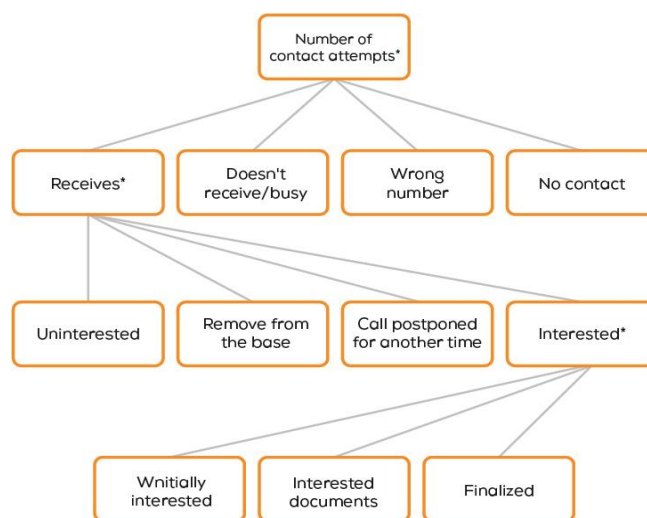 Number of
contact attempts*
Receives*
Doesn't
receive/busy
Wrong
number
No contact
Uninterested
Remove from
the base
Call postponed
for another time
Interested*
Wnitially
interested
Interested
documents
Finalized